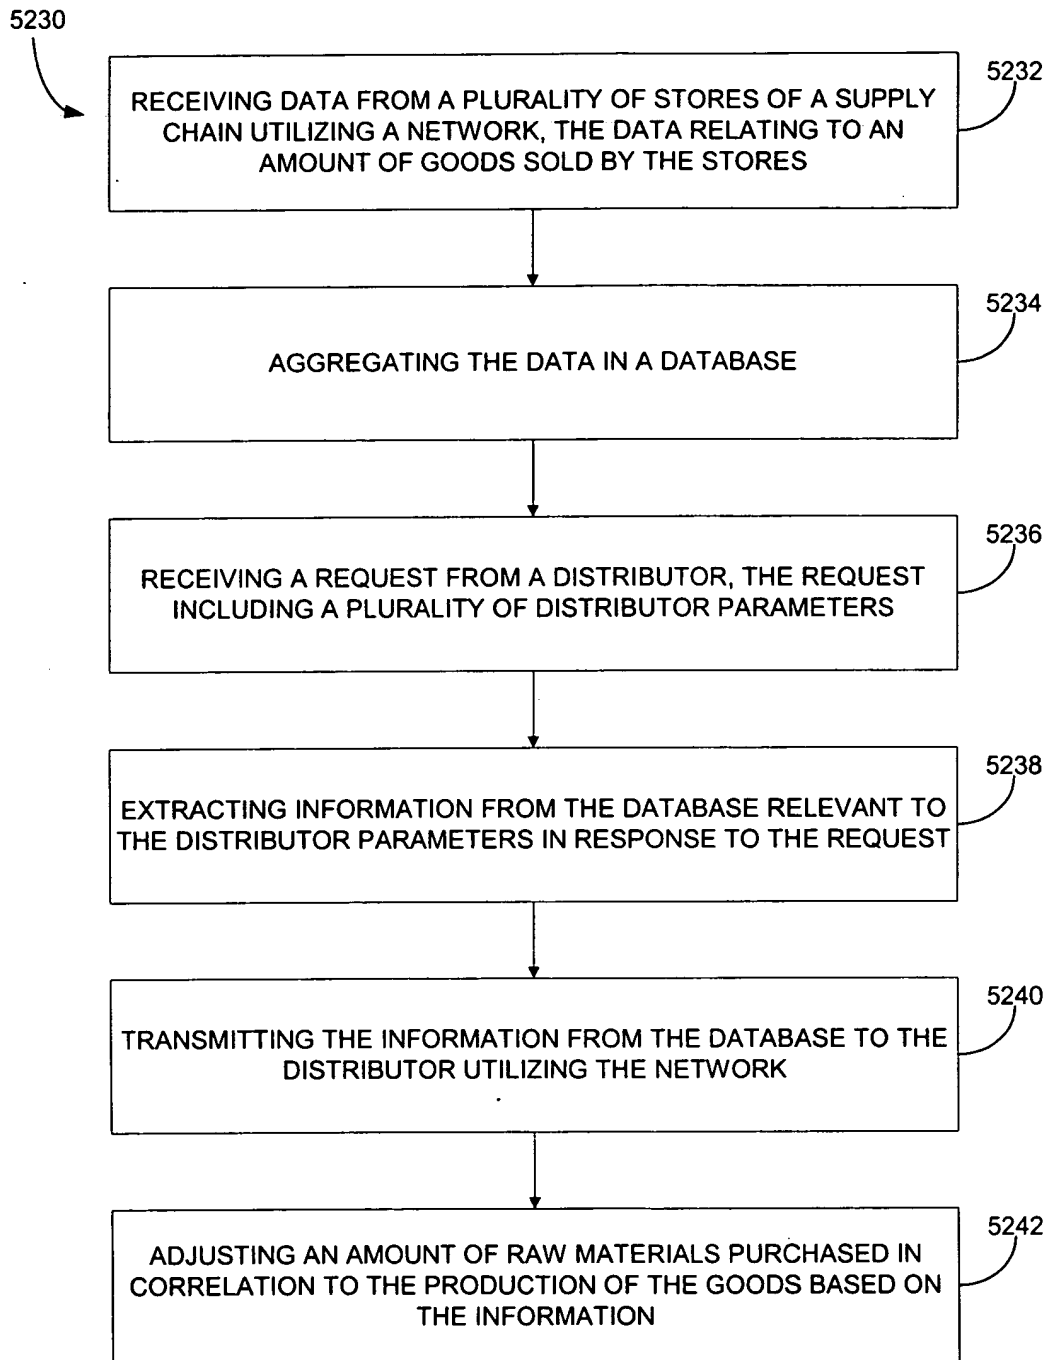 5230
5232
RECEIVING DATA FROM A PLURALITY OF STORES OF A SUPPLY
CHAIN UTILIZING A NETWORK, THE DATA RELATING TO AN
AMOUNT OF GOODS SOLD BY THE STORES
5234
AGGREGATING THE DATA IN A DATABASE
5236
RECEIVING A REQUEST FROM A DISTRIBUTOR, THE REQUEST
INCLUDING A PLURALITY OF DISTRIBUTOR PARAMETERS
5238
EXTRACTING INFORMATION FROM THE DATABASE RELEVANT TO
THE DISTRIBUTOR PARAMETERS IN RESPONSE TO THE REQUEST
5240
TRANSMITTING THE INFORMATION FROM THE DATABASE TO THE
DISTRIBUTOR UTILIZING THE NETWORK
5242
ADJUSTING AN AMOUNT OF RAW MATERIALS PURCHASED IN
CORRELATION TO THE PRODUCTION OF THE GOODS BASED ON
THE INFORMATION